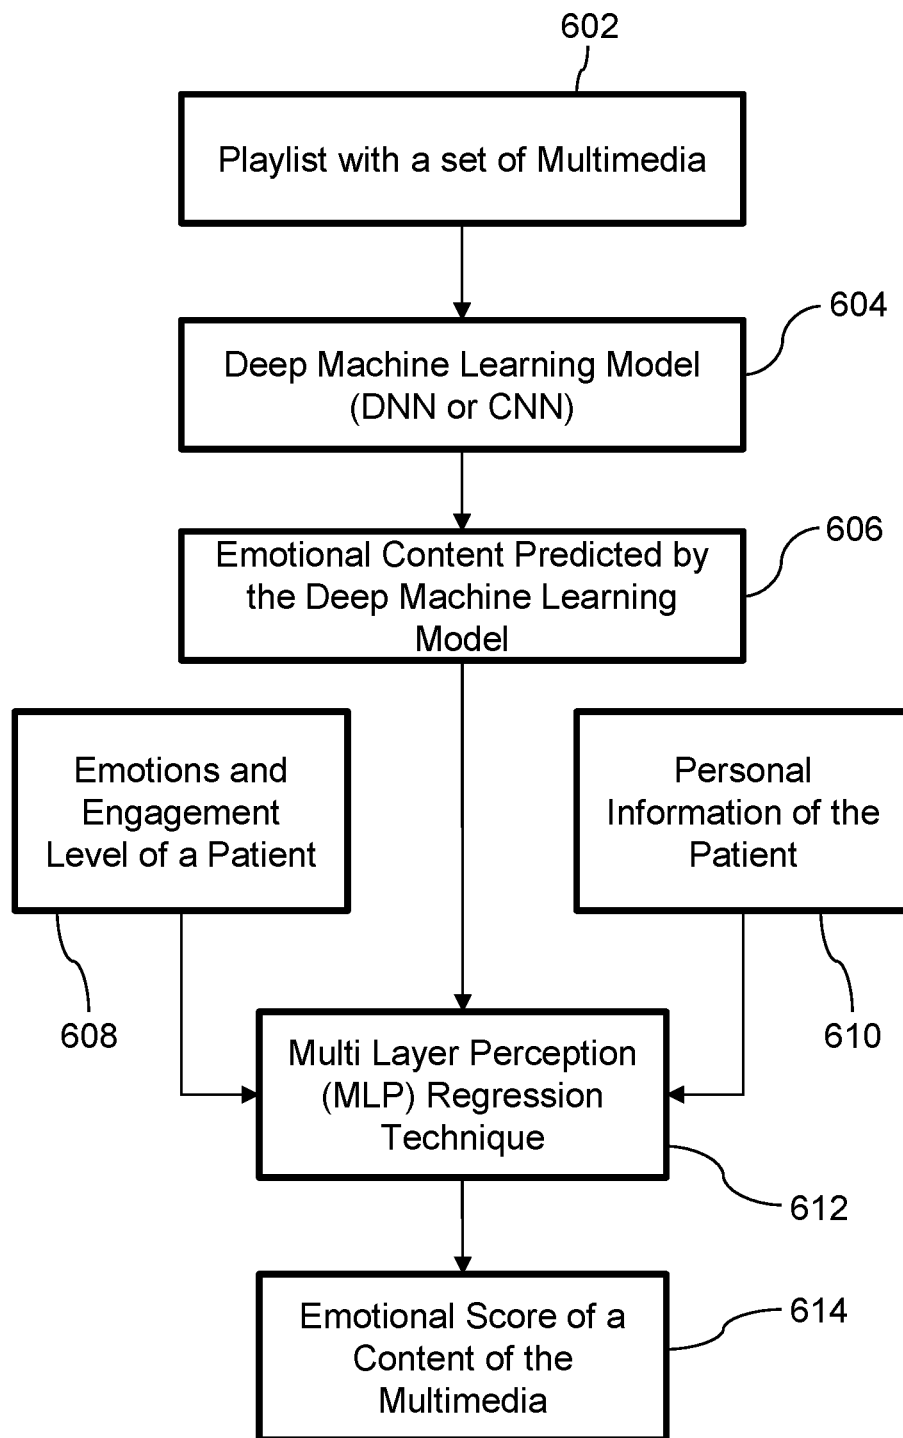 602
Playlist with a set of Multimedia
604
Deep Machine Learning Model
(DNN or CNN)
606
Emotional Content Predicted by
the Deep Machine Learning
Model
Emotions and
Engagement
Level of a Patient
608
Personal
Information of the
Patient
610
Multi Layer Perception
(MLP) Regression
Technique
612
Emotional Score of a
Content of the
Multimedia
614